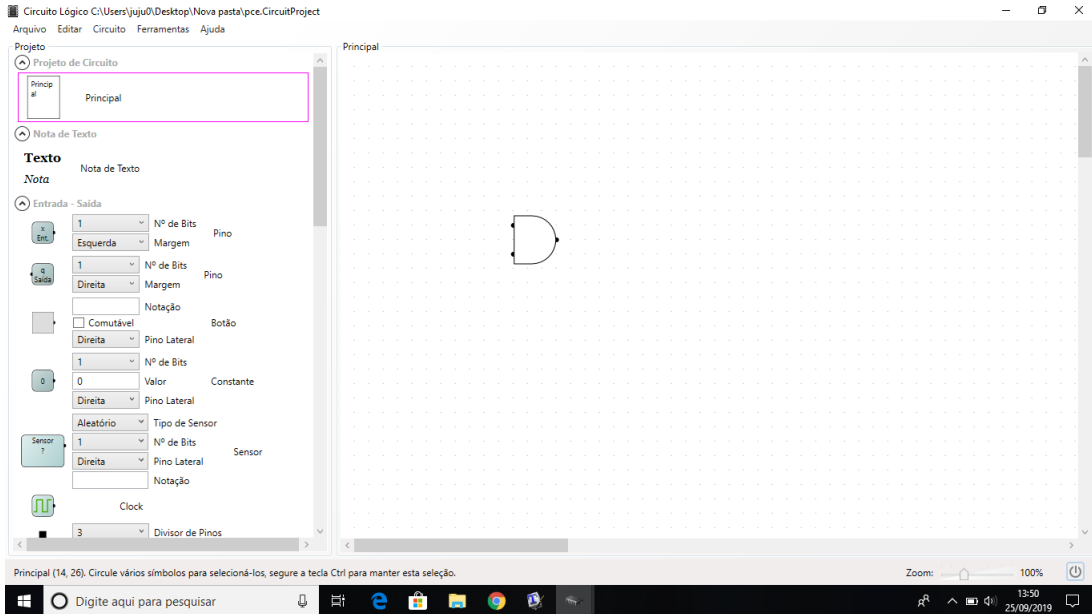 Circuito Lógico C:\Users\juju0\Desktop\Nova pasta\pce.CircuitProject
Arquivo Editar Circuito Ferramentas Ajuda
Projeto
Projeto de Circuito
Princip
al
Principal
Nota de Texto
Texto
Nota
Nota de Texto
Entrada - Saída
x
Ent.
1 Nº de Bits
Esquerda Margem
Pino
q
Saída
1 Nº de Bits
Direita Margem
Pino
Notação
Comutável
Botão
Direita Pino Lateral
1 Nº de Bits
0
0 Valor
Constante
Direita Pino Lateral
Aleatório Tipo de Sensor
Sensor
?
1 Nº de Bits
Direita Pino Lateral
Sensor
Notação
Clock
3 Divisor de Pinos
Principal
Principal (14, 26). Circule vários símbolos para selecioná-los, segure a tecla Ctrl para manter esta seleção.
Zoom: 100%
Digite aqui para pesquisar
13:50
25/09/2019